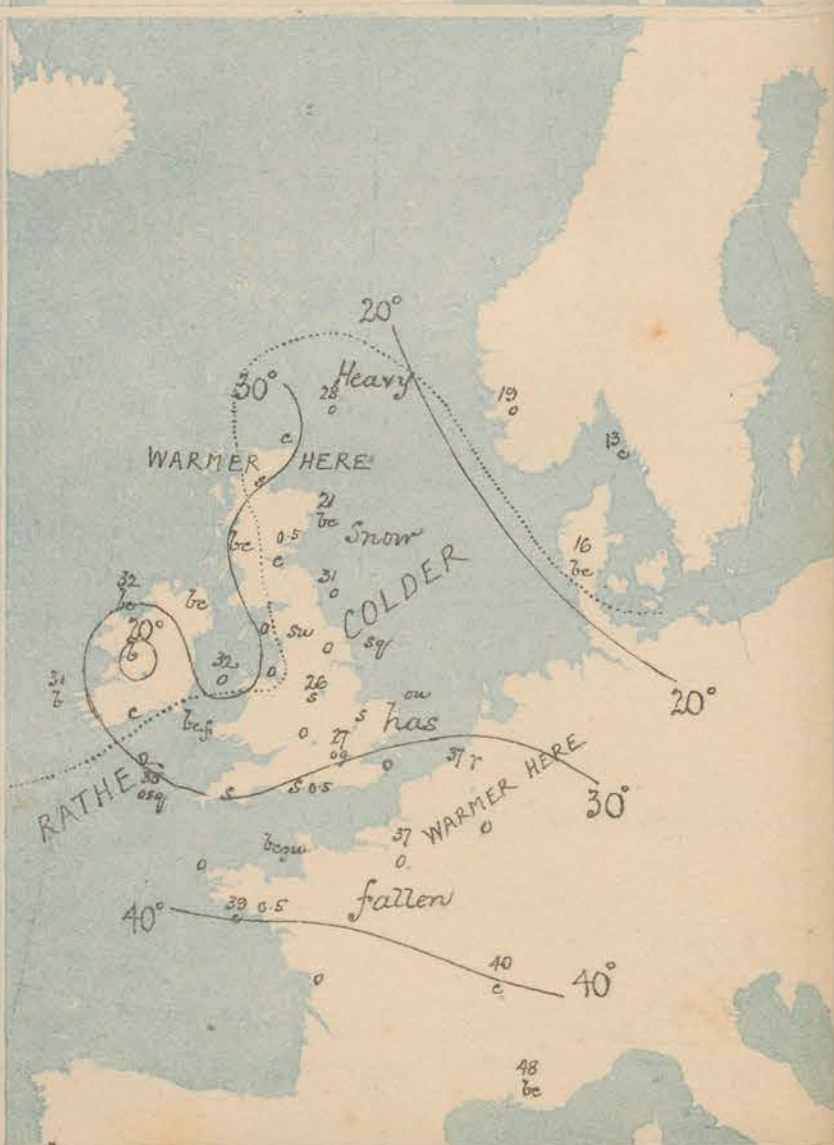 20°
30°
Heavy
28
o
19
o
13
c
c
WARMER HERE
s
21
bc
Snow
bc
0.5
c
16
bc
31
o
COLDER
32
bc
bc
20°
b
o
sw
o
sq
32
o
o
31
b
26
s
20°
c
ou
s
has
bcf
o
27
og
o
37 r
WARMER HERE
RATHE
osq
s
s 0.5
30°
37
o
o
o
fallen
40°
39 0.5
c
40
c
40°
o
48
bc